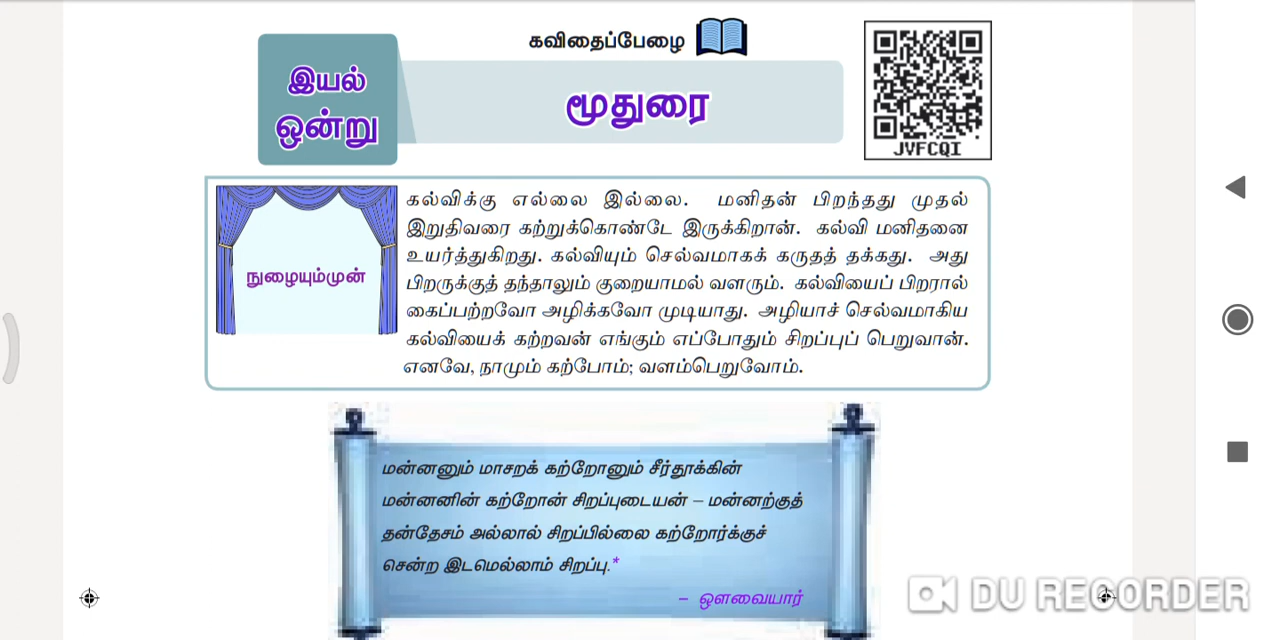 கவிதைப்பேழை
இயல்
ஒன்று
மூதுரை
JVFCQI
நுழையும்முன்
கல்விக்கு எல்லை இல்லை. மனிதன் பிறந்தது முதல்
இறுதிவரை கற்றுக்கொண்டே இருக்கிறான். கல்வி மனிதனை
உயர்த்துகிறது. கல்வியும் செல்வமாகக் கருதத் தக்கது. அது
பிறருக்குத் தந்தாலும் குறையாமல் வளரும். கல்வியைப் பிறரால்
கைப்பற்றவோ அழிக்கவோ முடியாது. அழியாச் செல்வமாகிய
கல்வியைக் கற்றவன் எங்கும் எப்போதும் சிறப்புப் பெறுவான்.
எனவே, நாமும் கற்போம்; வளம்பெறுவோம்.
மன்னனும் மாசறக் கற்றோனும் சீர்தூக்கின்
மன்னனின் கற்றோன் சிறப்புடையன் – மன்னற்குத்
தன்தேசம் அல்லால் சிறப்பில்லை கற்றோர்க்குச்
சென்ற இடமெல்லாம் சிறப்பு.*
– ஔவையார்
DU RECORDER